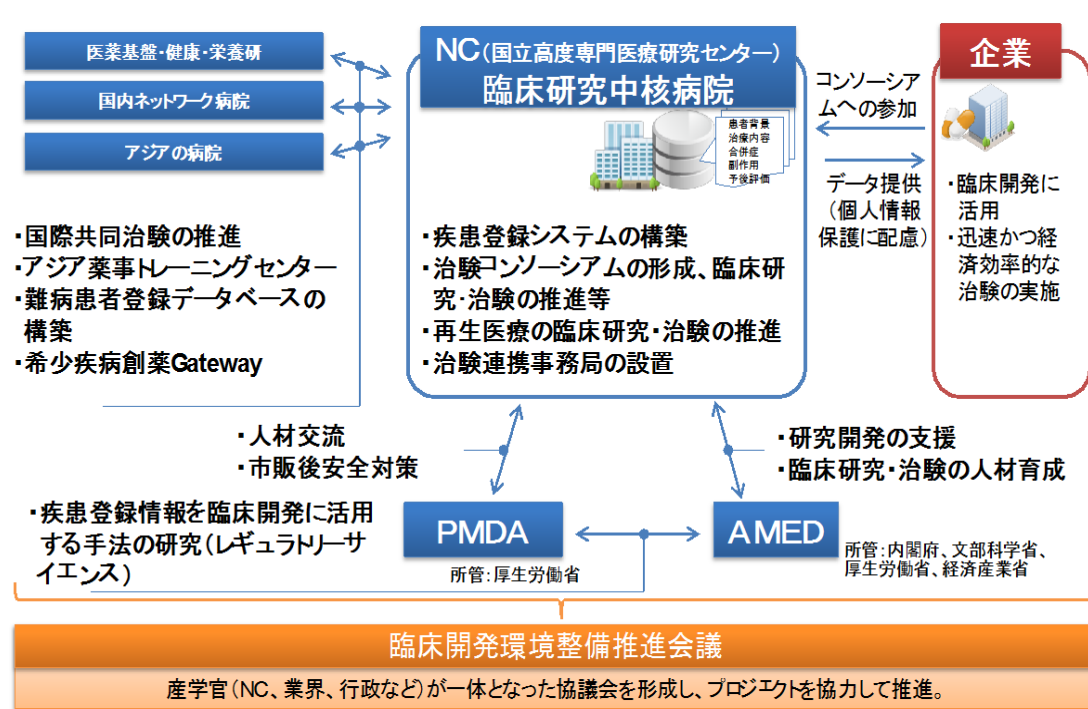 医薬基盤・健康・栄養研
国内ネットワーク病院
アジアの病院
・国際共同治験の推進
・アジア薬事トレーニングセンター
・難病患者登録データベースの
構築
・希少疾病創薬Gateway
NC(国立高度専門医療研究センター)
臨床研究中核病院
患者背景
治療内容
合併症
副作用
予後評価
・疾患登録システムの構築
・治験コンソーシアムの形成、臨床研
究・治験の推進等
・再生医療の臨床研究・治験の推進
・治験連携事務局の設置
コンソーシア
ムへの参加
データ提供
(個人情報
保護に配慮)
企業
・臨床開発に
活用
・迅速かつ経
済効率的な
治験の実施
・人材交流
・市販後安全対策
・研究開発の支援
・臨床研究・治験の人材育成
・疾患登録情報を臨床開発に活用
する手法の研究(レギュラトリーサ
イエンス)
PMDA
所管:厚生労働省
AMED
所管:内閣府、文部科学省、
厚生労働省、経済産業省
臨床開発環境整備推進会議
産学官(NC、業界、行政など)が一体となった協議会を形成し、プロジェクトを協力して推進。